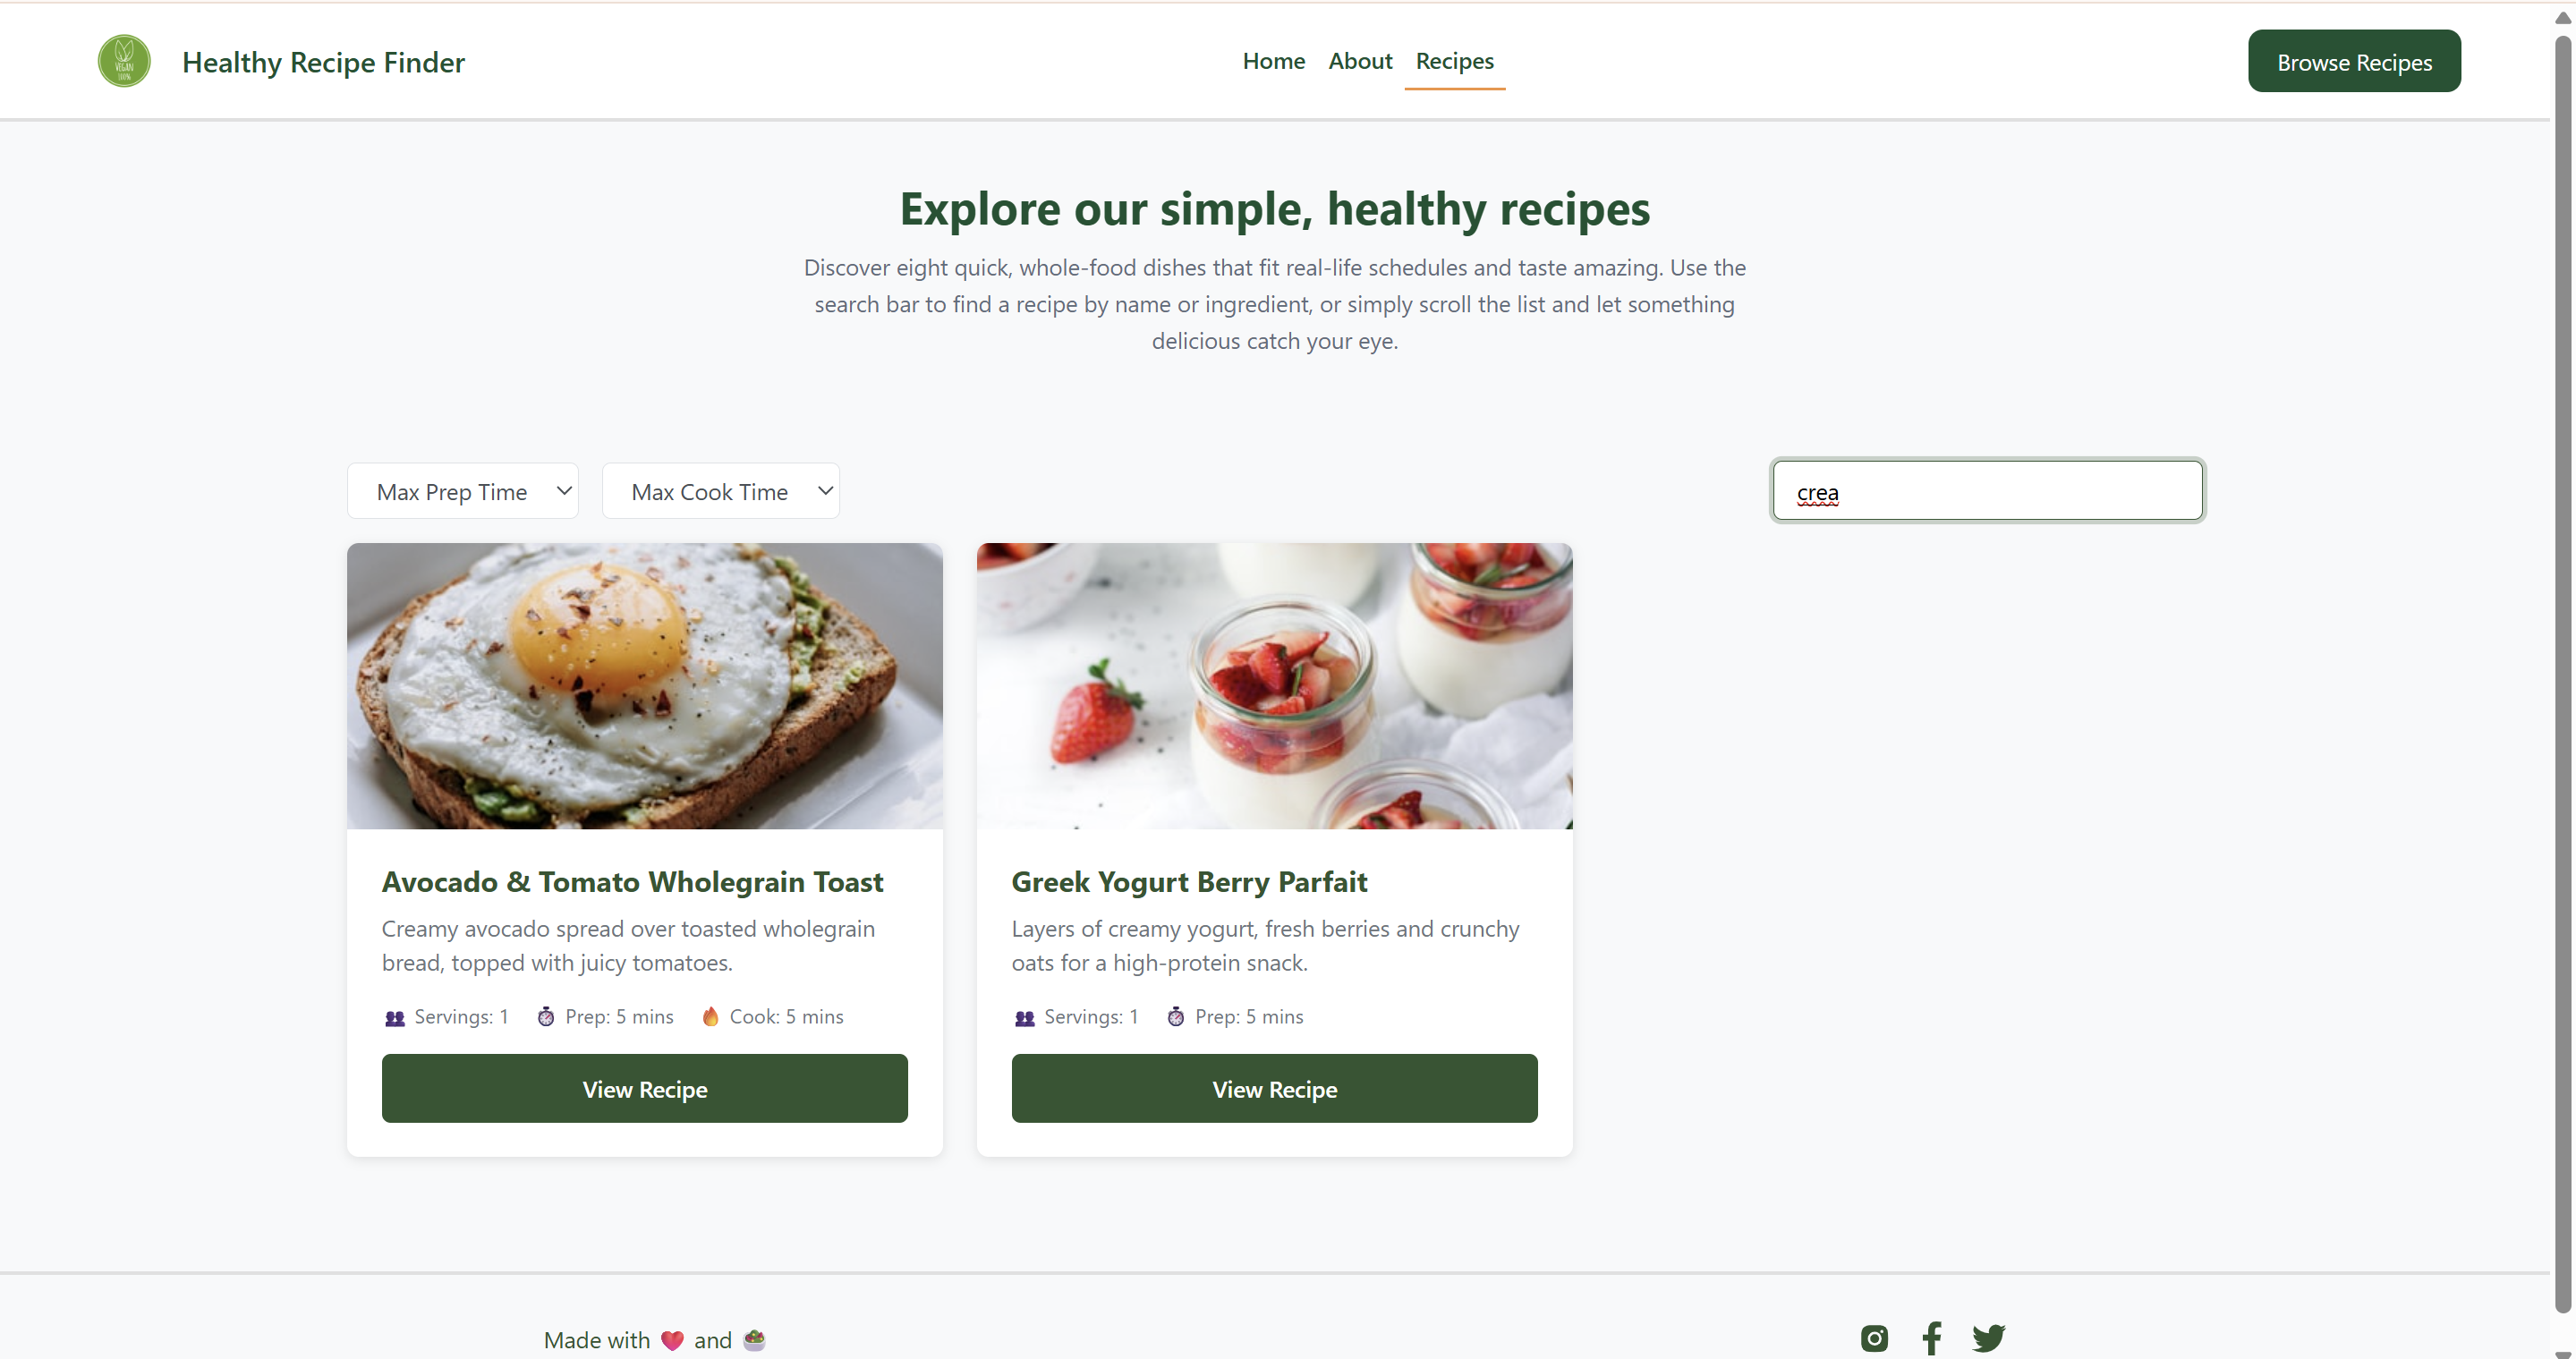 VEGAN
100%
Healthy Recipe Finder
Home About Recipes
Browse Recipes
Explore our simple, healthy recipes
Discover eight quick, whole-food dishes that fit real-life schedules and taste amazing. Use the
search bar to find a recipe by name or ingredient, or simply scroll the list and let something
delicious catch your eye.
Max Prep Time
Max Cook Time
crea
Avocado & Tomato Wholegrain Toast
Creamy avocado spread over toasted wholegrain
bread, topped with juicy tomatoes.
Servings: 1 Prep: 5 mins Cook: 5 mins
View Recipe
Greek Yogurt Berry Parfait
Layers of creamy yogurt, fresh berries and crunchy
oats for a high-protein snack.
Servings: 1 Prep: 5 mins
View Recipe
Made with ❤️ and 🥗